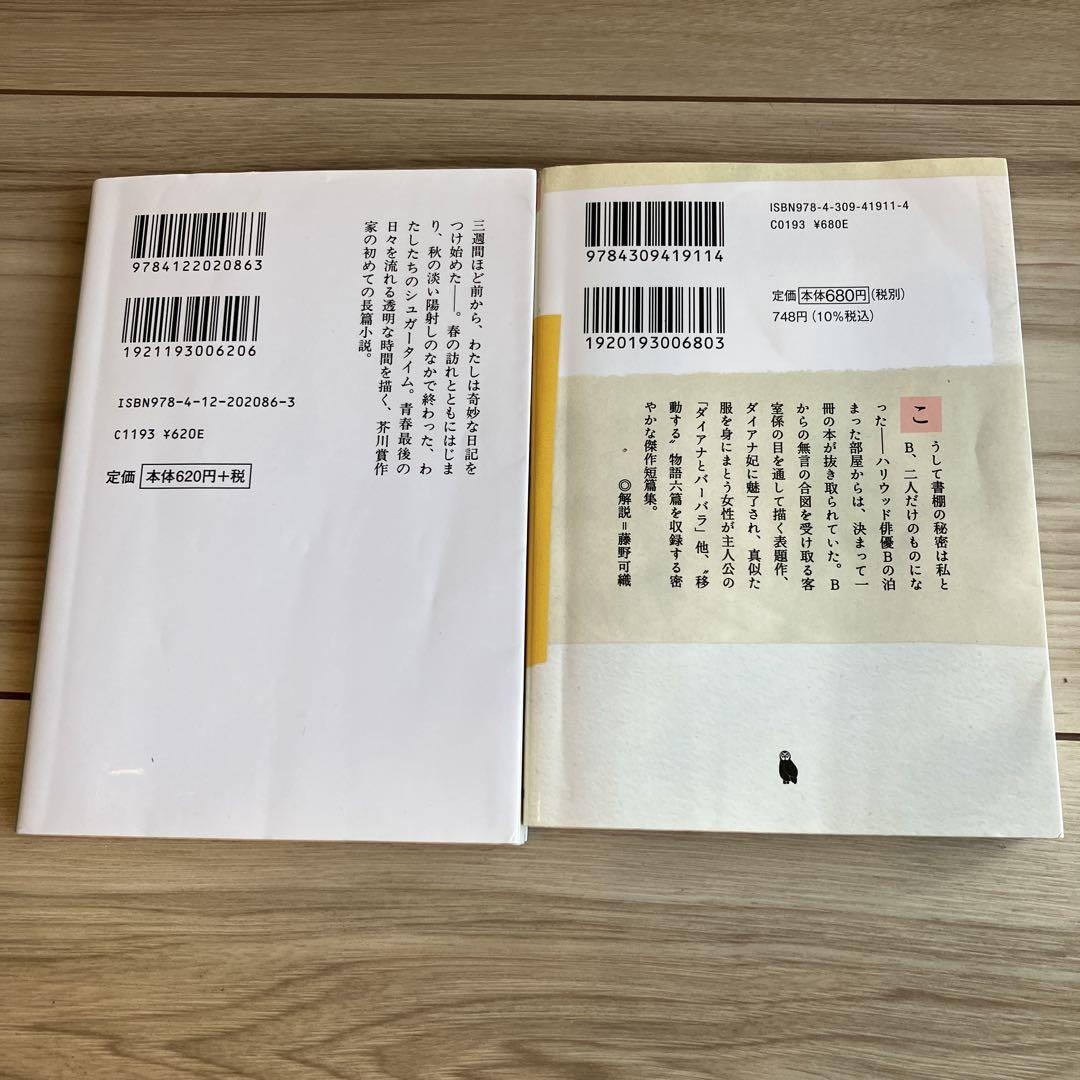 9784122020863
1921193006206
ISBN978-4-12-202086-3
C1193 ¥620E
定価 本体620円+税
三週間ほど前から、わたしは奇妙な日記を
つけ始めた――。春の訪れとともにはじま
り、秋の淡い陽射しのなかで終わった、わ
たしたちのシュガータイム。青春最後の
日々を流れる透明な時間を描く、芥川賞作
家の初めての長篇小説。
9784309419114
1920193006803
ISBN978-4-309-41911-4
C0193 ¥680E
定価 本体680円(税別)
748円(10%税込)
こうして書棚の秘密は私と
B、二人だけのものにな
った――ハリウッド俳優Bの泊
まった部屋からは、決まって一
冊の本が抜き取られていた。B
からの無言の合図を受け取る客
室係の目を通して描く表題作、
ダイアナ妃に魅了され、真似た
服を身にまとう女性が主人公の
「ダイアナとバーバラ」他、〝移
動する〟物語六篇を収録する密
やかな傑作短篇集。
◎解説=藤野可織